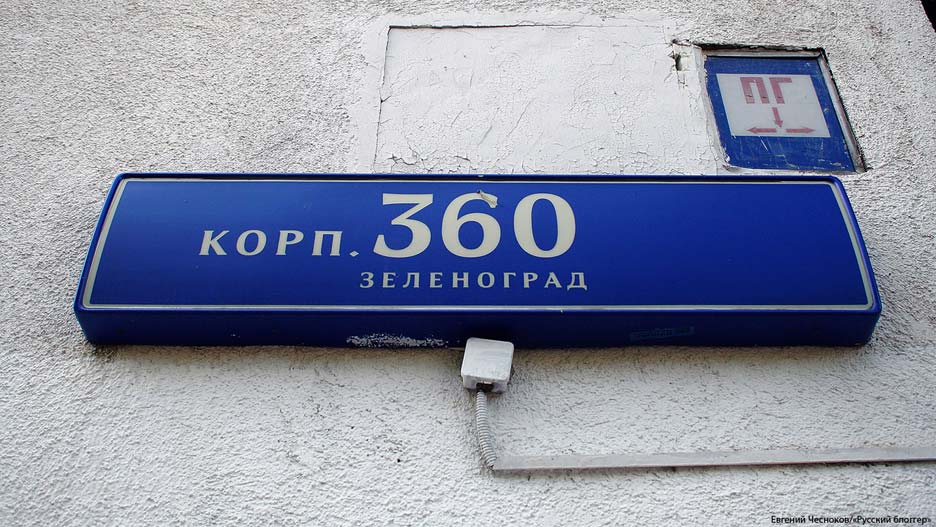 ПГ
КОРП. 360
ЗЕЛЕНОГРАД
Евгений Чесноков/«Русский блоггер»